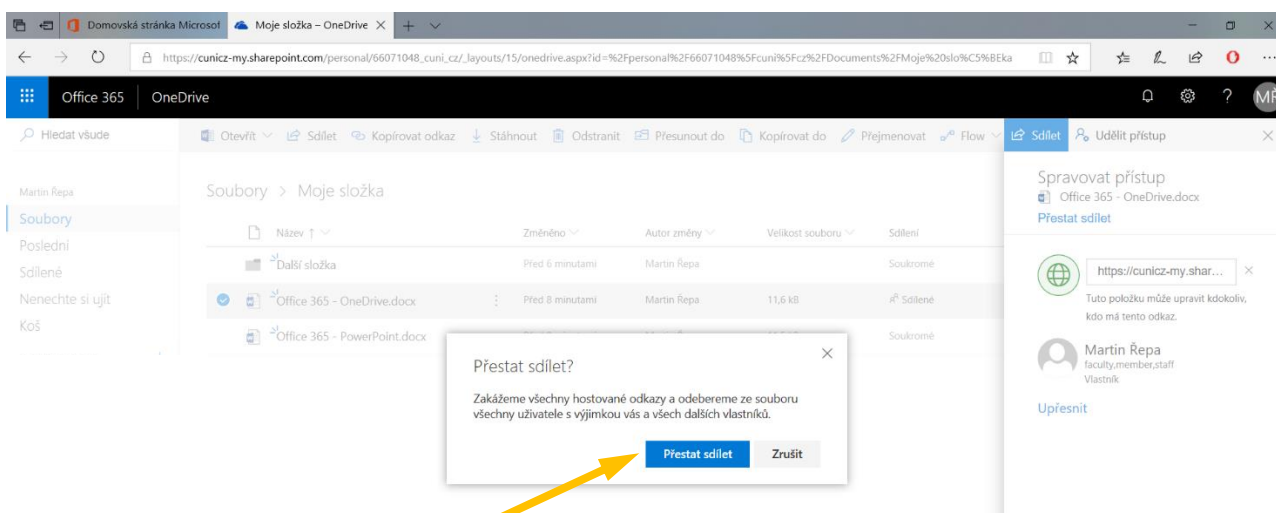 Domovská stránka Microsof
Moje složka – OneDrive
https://cunicz-my.sharepoint.com/personal/66071048_cuni_cz/_layouts/15/onedrive.aspx?id=%2Fpersonal%2F66071048%5Fcuni%5Fcz%2FDocuments%2FMoje%20slo%C5%BEka
Office 365 OneDrive
MŘ
Hledat všude
Otevřít Sdílet Kopírovat odkaz Stáhnout Odstranit Přesunout do Kopírovat do Přejmenovat Flow
Sdílet Udělit přístup
Martin Řepa
Soubory
Poslední
Sdílené
Nenechte si ujít
Koš
Soubory > Moje složka
Název ↑ Změněno Autor změny Velikost souboru Sdílení
Další složka Před 6 minutami Martin Řepa Soukromé
Office 365 - OneDrive.docx Před 8 minutami Martin Řepa 11,6 kB Sdílené
Office 365 - PowerPoint.docx Soukromé
Spravovat přístup
Office 365 - OneDrive.docx
Přestat sdílet
https://cunicz-my.shar...
Tuto položku může upravit kdokoliv,
kdo má tento odkaz.
Martin Řepa
faculty,member,staff
Vlastník
Upřesnit
Přestat sdílet?
Zakážeme všechny hostované odkazy a odebereme ze souboru
všechny uživatele s výjimkou vás a všech dalších vlastníků.
Přestat sdílet Zrušit